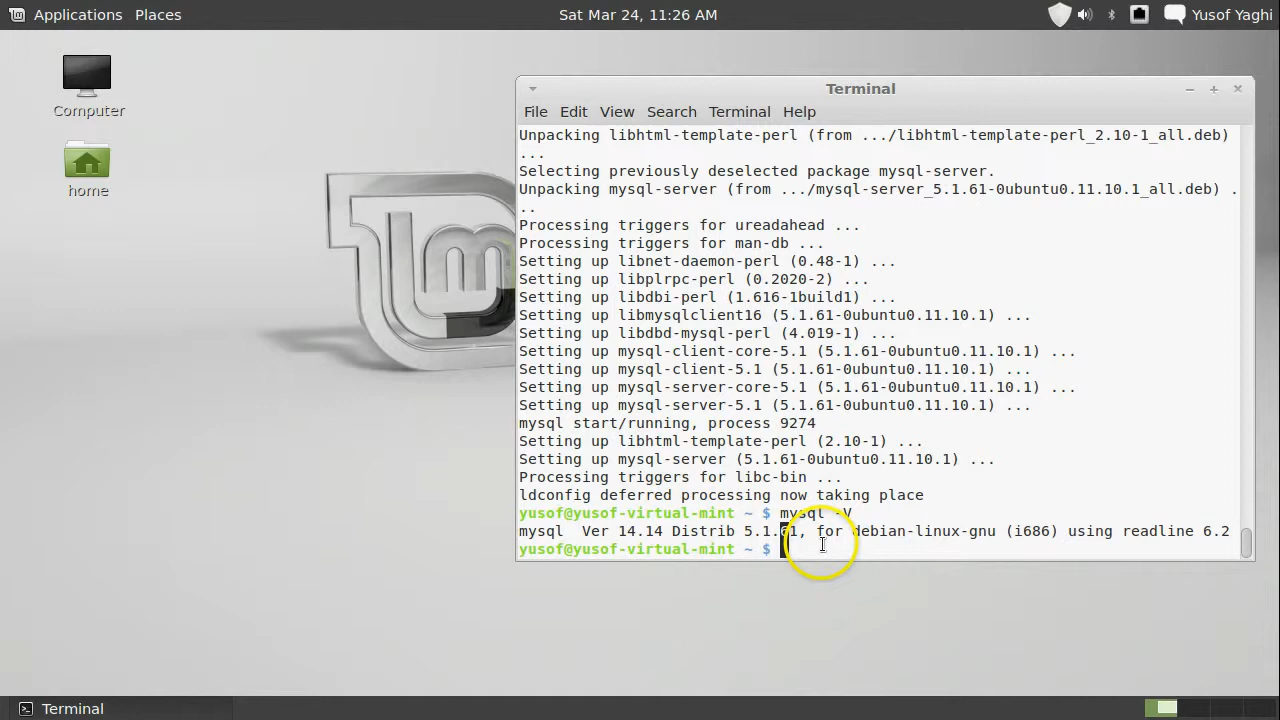 Applications Places
Sat Mar 24, 11:26 AM
Yusof Yaghi
Computer
home
Terminal
File Edit View Search Terminal Help
Unpacking libhtml-template-perl (from .../libhtml-template-perl_2.10-1_all.deb)
...
Selecting previously deselected package mysql-server.
Unpacking mysql-server (from .../mysql-server_5.1.61-0ubuntu0.11.10.1_all.deb) .
..
Processing triggers for ureadahead ...
Processing triggers for man-db ...
Setting up libnet-daemon-perl (0.48-1) ...
Setting up libplrpc-perl (0.2020-2) ...
Setting up libdbi-perl (1.616-1build1) ...
Setting up libmysqlclient16 (5.1.61-0ubuntu0.11.10.1) ...
Setting up libdbd-mysql-perl (4.019-1) ...
Setting up mysql-client-core-5.1 (5.1.61-0ubuntu0.11.10.1) ...
Setting up mysql-client-5.1 (5.1.61-0ubuntu0.11.10.1) ...
Setting up mysql-server-core-5.1 (5.1.61-0ubuntu0.11.10.1) ...
Setting up mysql-server-5.1 (5.1.61-0ubuntu0.11.10.1) ...
mysql start/running, process 9274
Setting up libhtml-template-perl (2.10-1) ...
Setting up mysql-server (5.1.61-0ubuntu0.11.10.1) ...
Processing triggers for libc-bin ...
ldconfig deferred processing now taking place
yusof@yusof-virtual-mint ~ $ mysql -V
mysql  Ver 14.14 Distrib 5.1.61, for debian-linux-gnu (i686) using readline 6.2
yusof@yusof-virtual-mint ~ $
Terminal